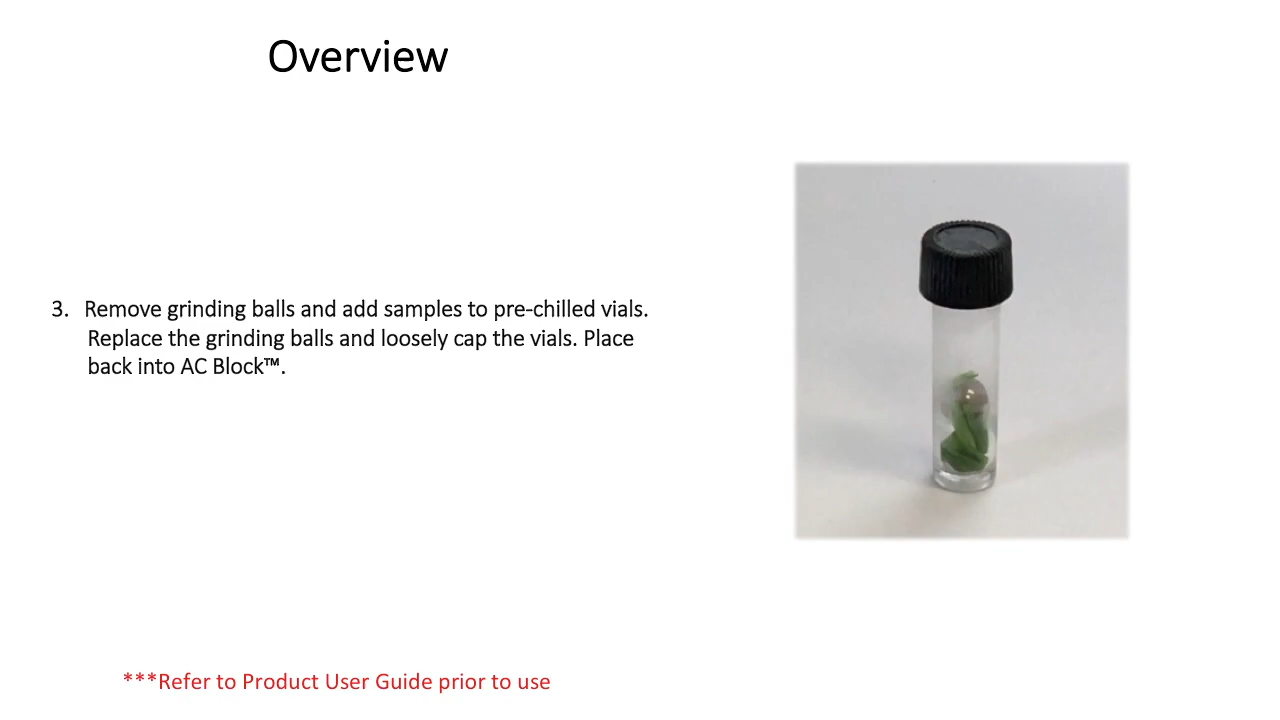 Overview
3. Remove grinding balls and add samples to pre-chilled vials.
Replace the grinding balls and loosely cap the vials. Place
back into AC Block™.
***Refer to Product User Guide prior to use